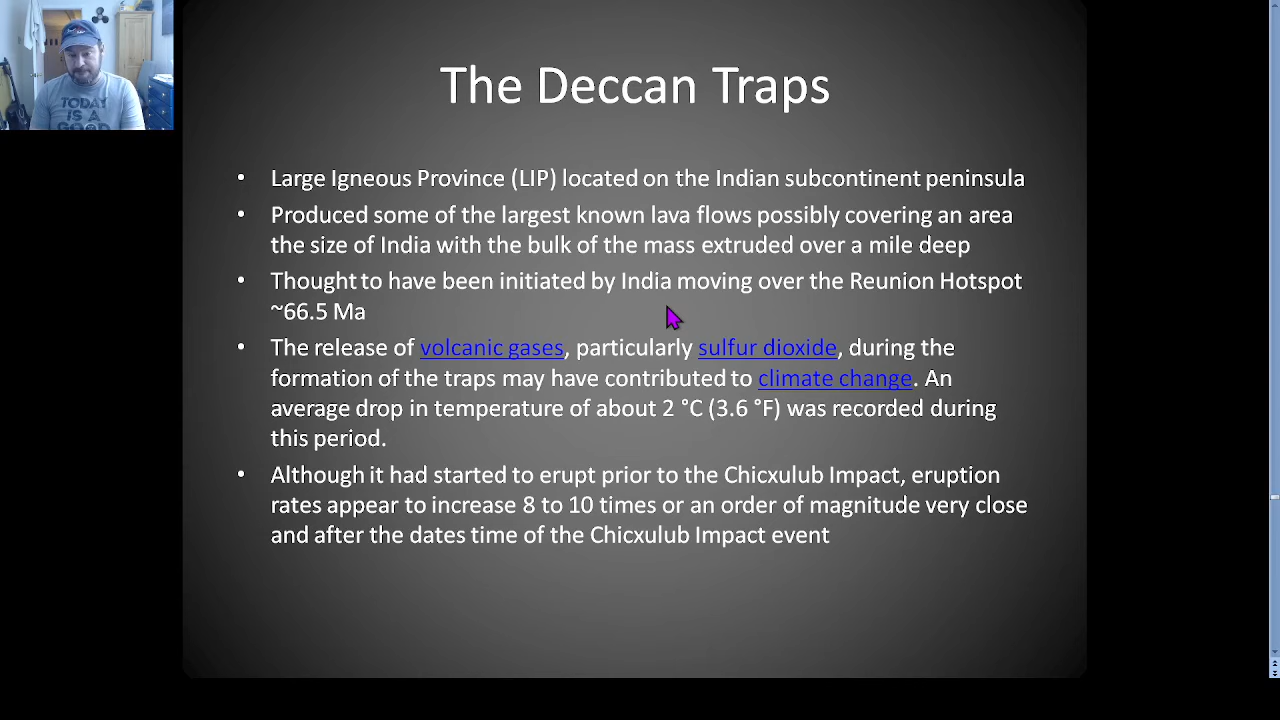 The Deccan Traps
TODAY
IS A
GOOD
• Large Igneous Province (LIP) located on the Indian subcontinent peninsula
• Produced some of the largest known lava flows possibly covering an area
the size of India with the bulk of the mass extruded over a mile deep
• Thought to have been initiated by India moving over the Reunion Hotspot
~66.5 Ma
• The release of volcanic gases, particularly sulfur dioxide, during the
formation of the traps may have contributed to climate change. An
average drop in temperature of about 2 °C (3.6 °F) was recorded during
this period.
• Although it had started to erupt prior to the Chicxulub Impact, eruption
rates appear to increase 8 to 10 times or an order of magnitude very close
and after the dates time of the Chicxulub Impact event